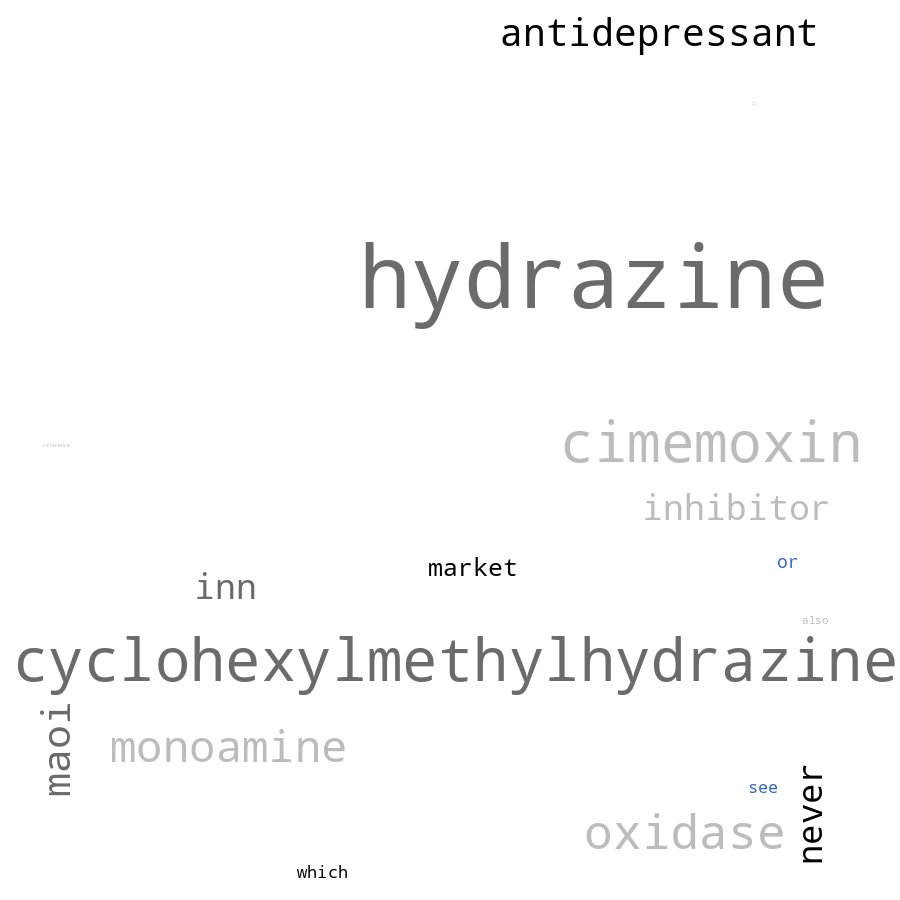 antidepressant
hydrazine
cimemoxin
reference
inhibitor
market
or
inn
also
cyclohexylmethylhydrazine
maoi
monoamine
see
never
oxidase
which